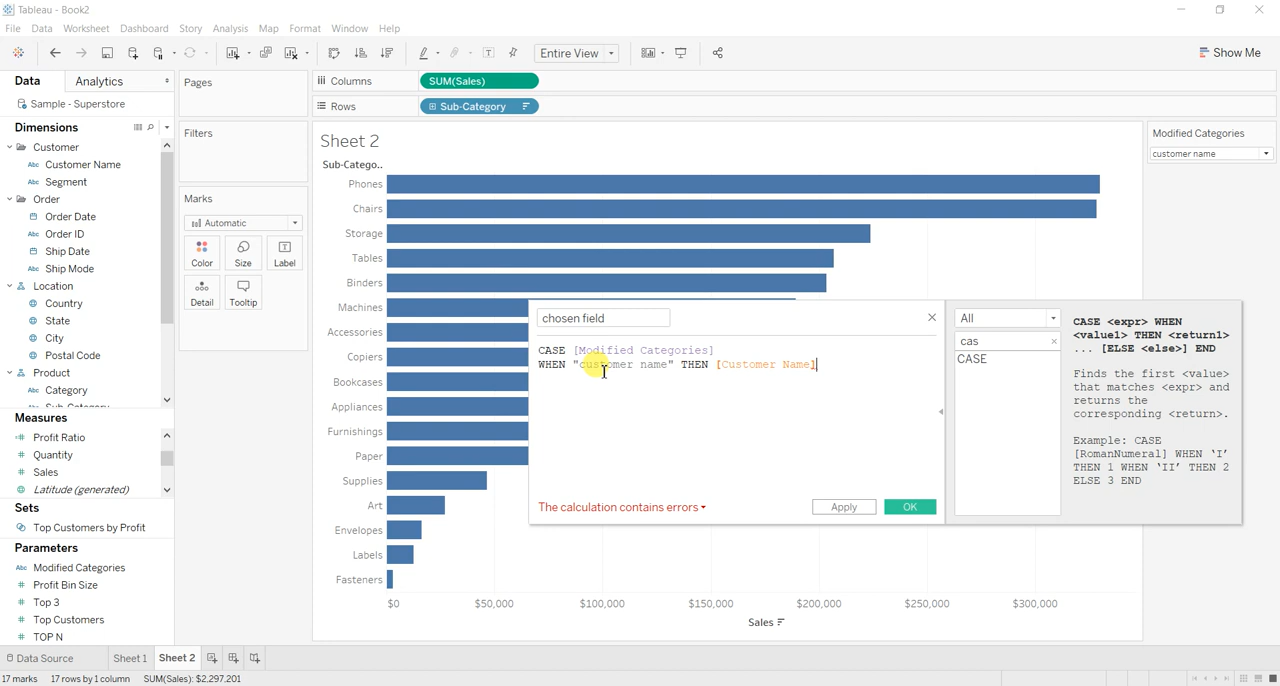 Tableau - Book2
File Data Worksheet Dashboard Story Analysis Map Format Window Help
Entire View
Show Me
Data Analytics
Sample - Superstore
Dimensions
Customer
Abc Customer Name
Abc Segment
Order
Order Date
Abc Order ID
Ship Date
Abc Ship Mode
Location
Country
State
City
Postal Code
Product
Abc Category
Measures
Profit Ratio
Quantity
Sales
Latitude (generated)
Sets
Top Customers by Profit
Parameters
Abc Modified Categories
Profit Bin Size
Top 3
Top Customers
TOP N
Pages
Filters
Marks
Automatic
Color Size Label
Detail Tooltip
Columns SUM(Sales)
Rows Sub-Category
Sheet 2
Sub-Catego..
Phones
Chairs
Storage
Tables
Binders
Machines
Accessories
Copiers
Bookcases
Appliances
Furnishings
Paper
Supplies
Art
Envelopes
Labels
Fasteners
$0 $50,000 $100,000 $150,000 $200,000 $250,000 $300,000
Sales
Modified Categories
customer name
chosen field
CASE [Modified Categories]
WHEN "customer name" THEN [Customer Name]
The calculation contains errors
Apply OK
All
cas
CASE
CASE <expr> WHEN
<value1> THEN <return1>
... [ELSE <else>] END
Finds the first <value>
that matches <expr> and
returns the
corresponding <return>.
Example: CASE
[RomanNumeral] WHEN 'I'
THEN 1 WHEN 'II' THEN 2
ELSE 3 END
Data Source Sheet 1 Sheet 2
17 marks 17 rows by 1 column SUM(Sales): $2,297,201